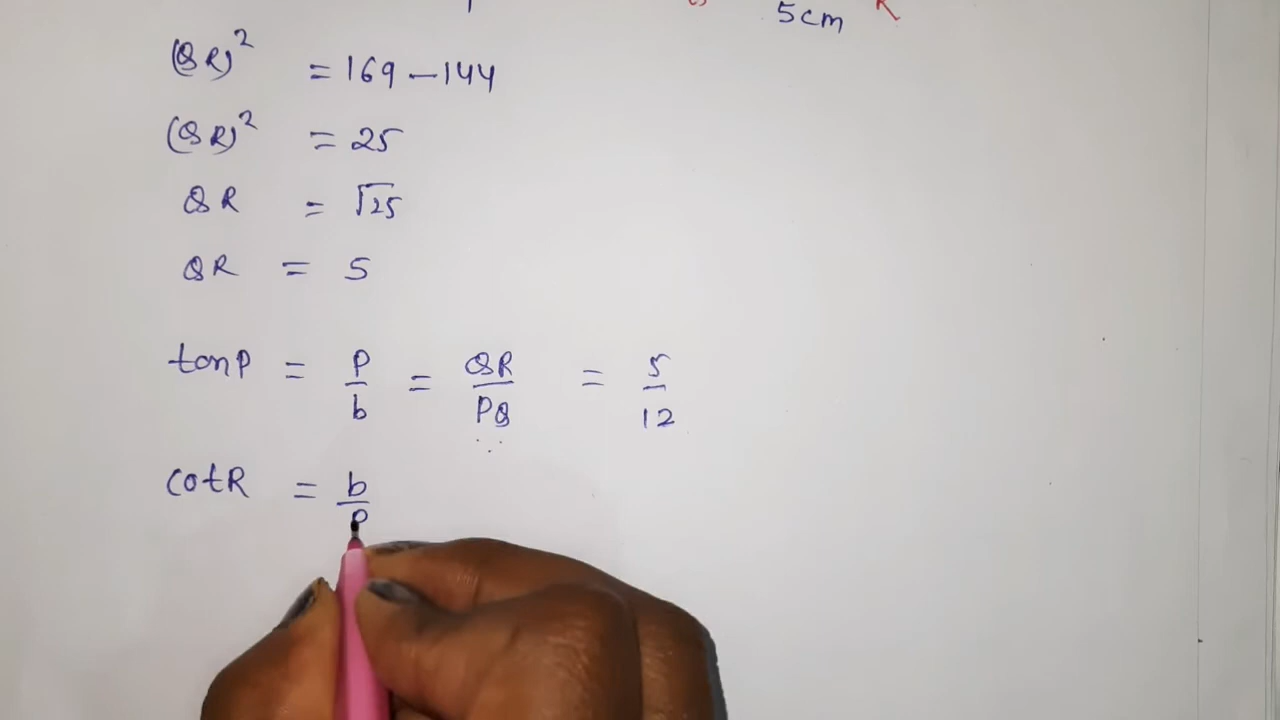 5cm R
(QR)² = 169 - 144
(QR)² = 25
QR = √25
QR = 5
tanP = P/b = QR/PQ = 5/12
cotR = b/P